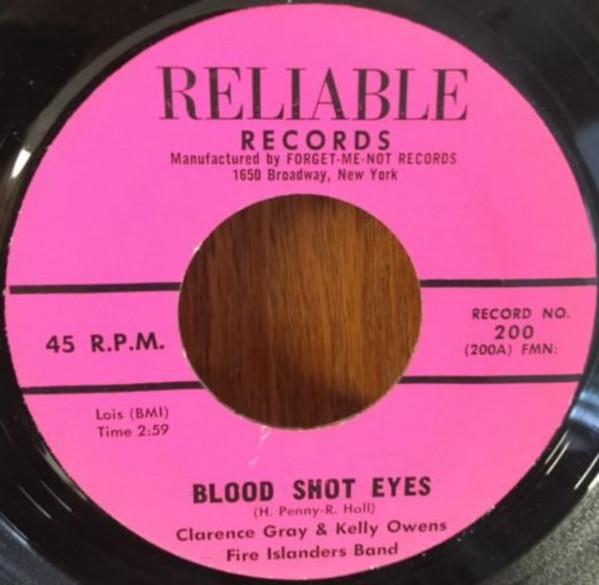 RELIABLE
RECORDS
Manufactured by FORGET-ME-NOT RECORDS
1650 Broadway, New York
45 R.P.M.
RECORD NO.
200
(200A) FMN:
Lois (BMI)
Time 2:59
BLOOD SHOT EYES
(H. Penny-R. Hall)
Clarence Gray & Kelly Owens
Fire Islanders Band